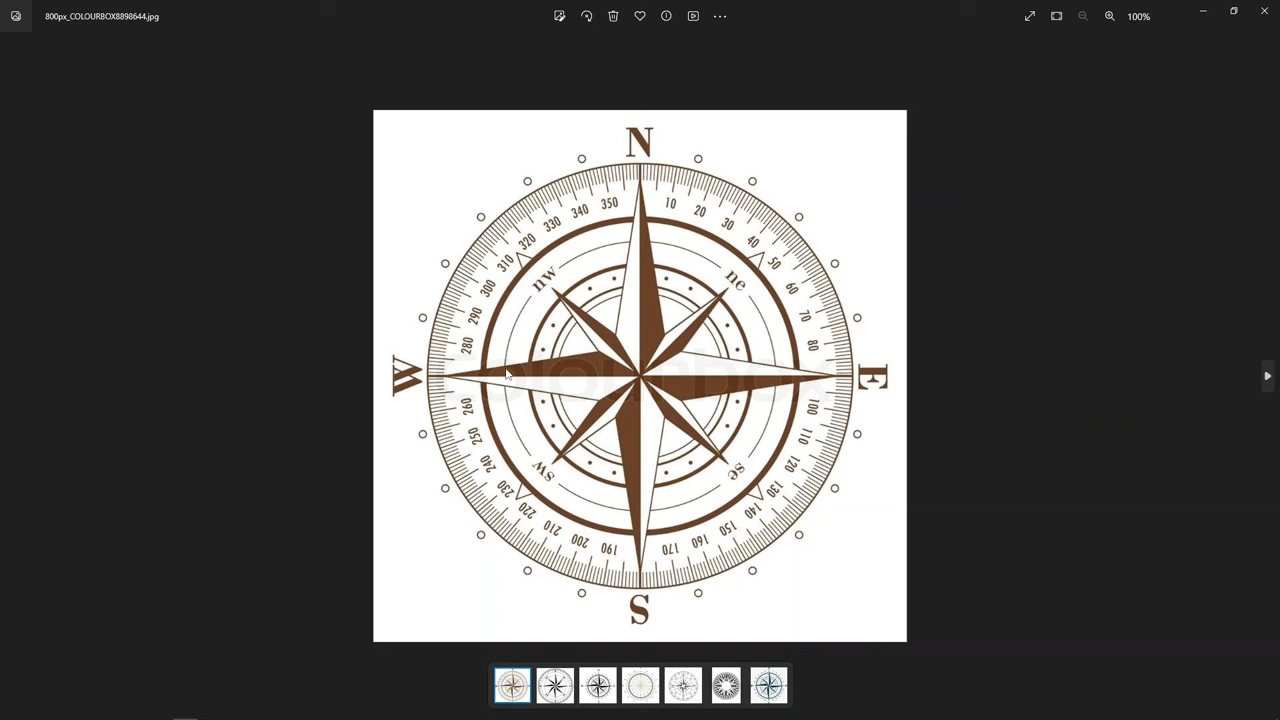 800px_COLOURBOX8898644.jpg
100%
N
350 10
340 20
330 30
320 40
310 50
300 60
290 70
280 80
nw ne
W E
colourbox
260 100
250 110
240 120
230 130
220 140
210 150
200 160
190 170
sw se
S